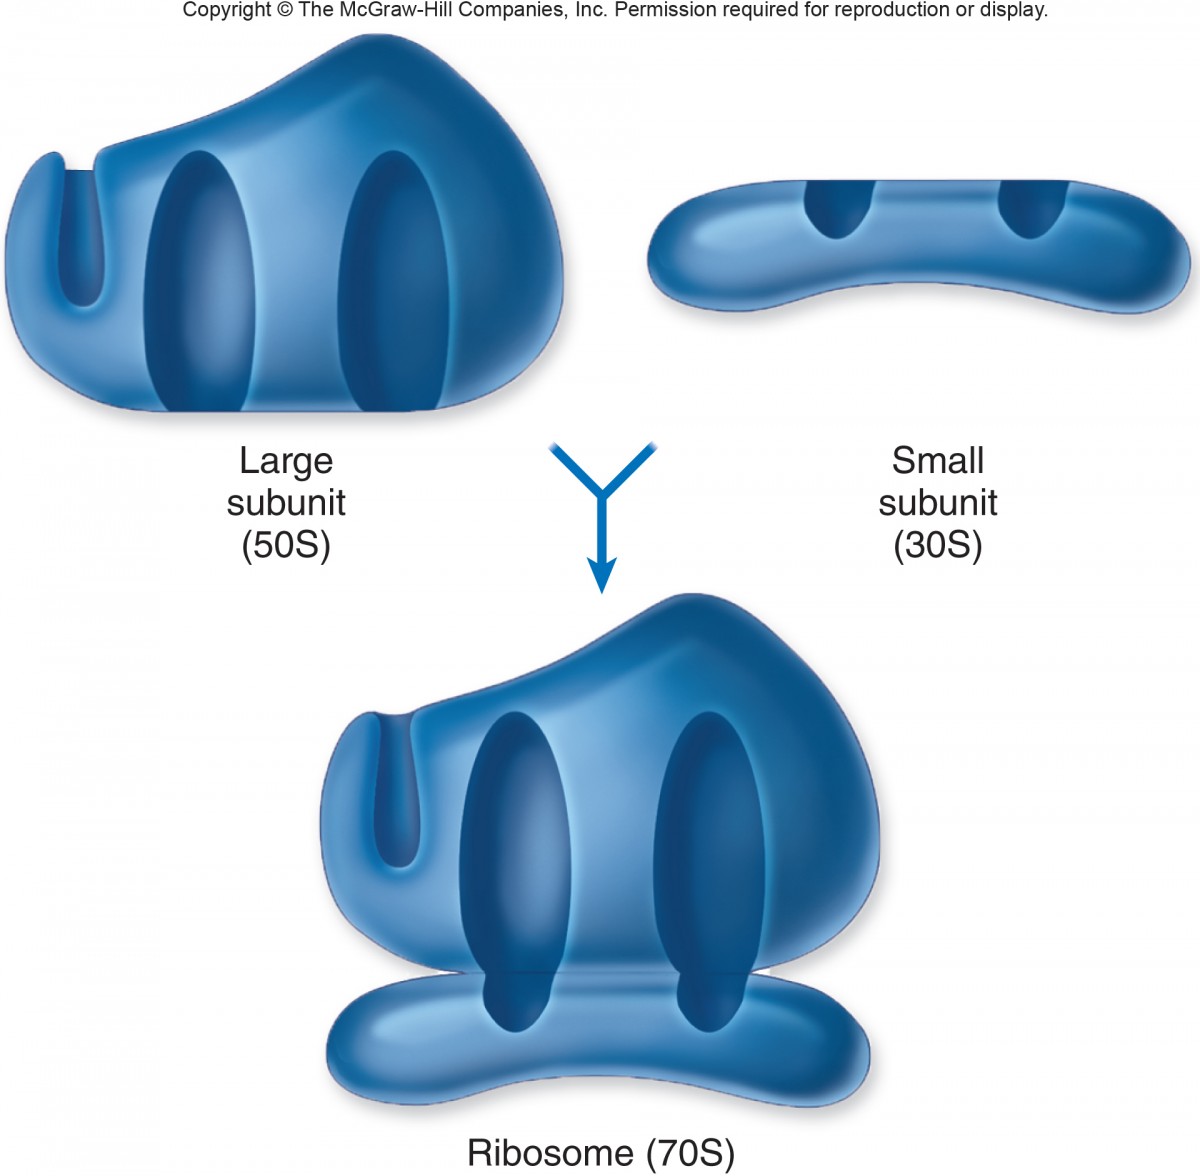 Copyright © The McGraw-Hill Companies, Inc. Permission required for reproduction or display.
Large
subunit
(50S)
Small
subunit
(30S)
Ribosome (70S)